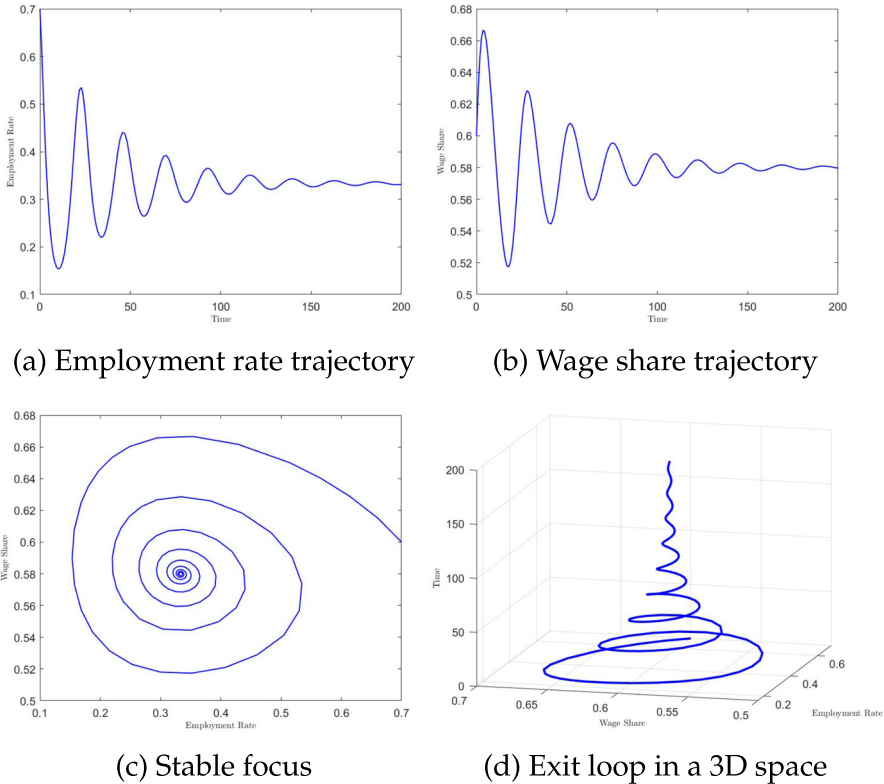 0.7
0.6
0.5
0.4
0.3
0.2
0.1
Employment Rate
0 50 100 150 200
Time
(a) Employment rate trajectory
0.68
0.66
0.64
0.62
0.6
0.58
0.56
0.54
0.52
0.5
Wage Share
0 50 100 150 200
Time
(b) Wage share trajectory
0.68
0.66
0.64
0.62
0.6
0.58
0.56
0.54
0.52
0.5
Wage Share
0.1 0.2 0.3 0.4 0.5 0.6 0.7
Employment Rate
(c) Stable focus
200
150
100
50
0
Time
0.7 0.65 0.6 0.55 0.5
Wage Share
0.2 0.4 0.6
Employment Rate
(d) Exit loop in a 3D space